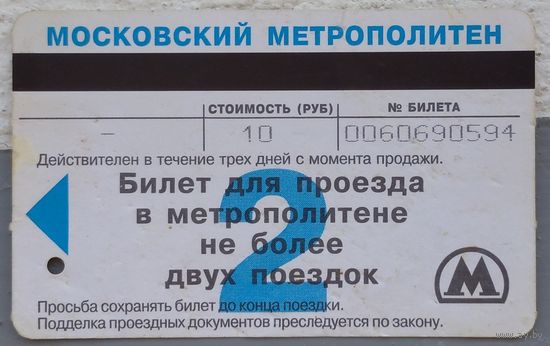 МОСКОВСКИЙ МЕТРОПОЛИТЕН
СТОИМОСТЬ (РУБ) № БИЛЕТА
– 10 0060690594
Действителен в течение трех дней с момента продажи.
2
Билет для проезда
в метрополитене
не более
двух поездок
М
Просьба сохранять билет до конца поездки.
Подделка проездных документов преследуется по закону.